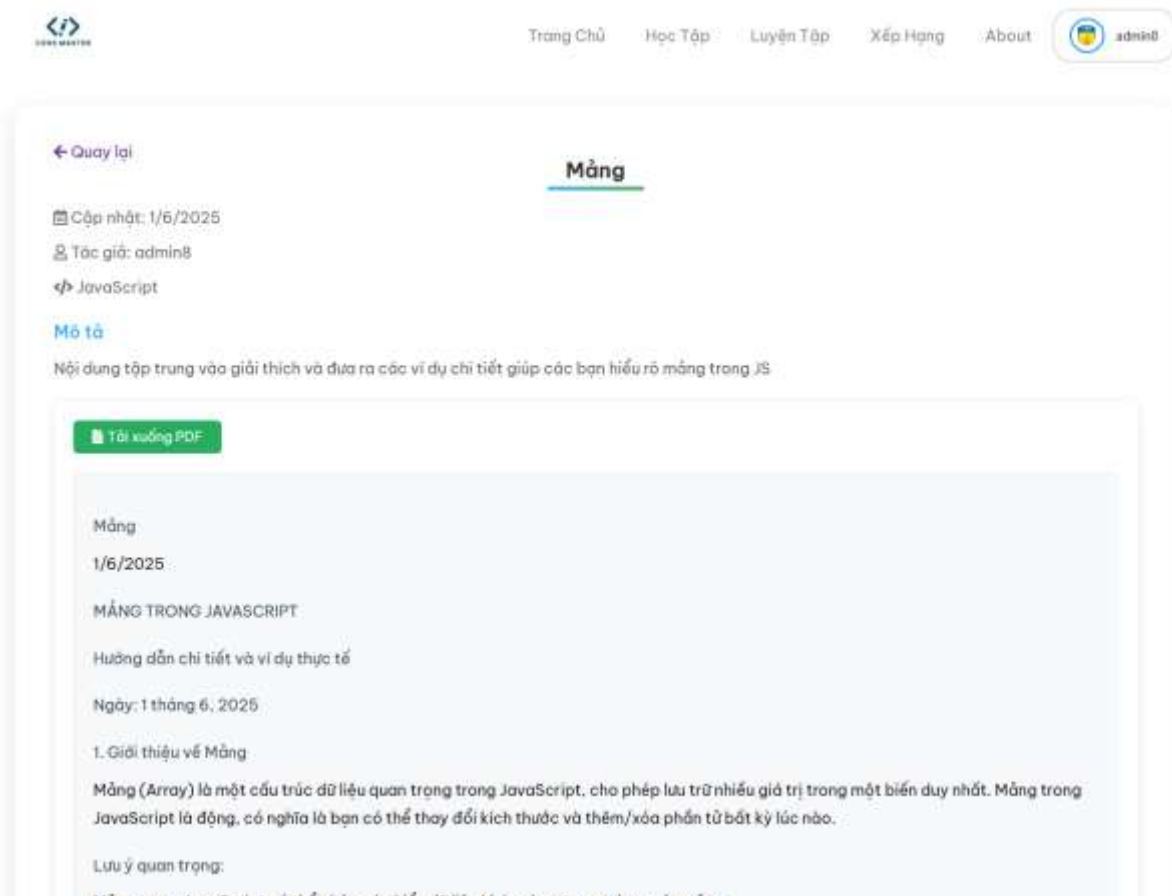 CODE MENTOR
Trang Chủ Học Tập Luyện Tập Xếp Hạng About admin8
Quay lại
Mảng
Cập nhật: 1/6/2025
Tác giả: admin8
</> JavaScript
Mô tả
Nội dung tập trung vào giải thích và đưa ra các ví dụ chi tiết giúp các bạn hiểu rõ mảng trong JS
Tải xuống PDF
Mảng
1/6/2025
MẢNG TRONG JAVASCRIPT
Hướng dẫn chi tiết và ví dụ thực tế
Ngày: 1 tháng 6, 2025
1. Giới thiệu về Mảng
Mảng (Array) là một cấu trúc dữ liệu quan trọng trong JavaScript, cho phép lưu trữ nhiều giá trị trong một biến duy nhất. Mảng trong
JavaScript là động, có nghĩa là bạn có thể thay đổi kích thước và thêm/xóa phần tử bất kỳ lúc nào.
Lưu ý quan trọng: